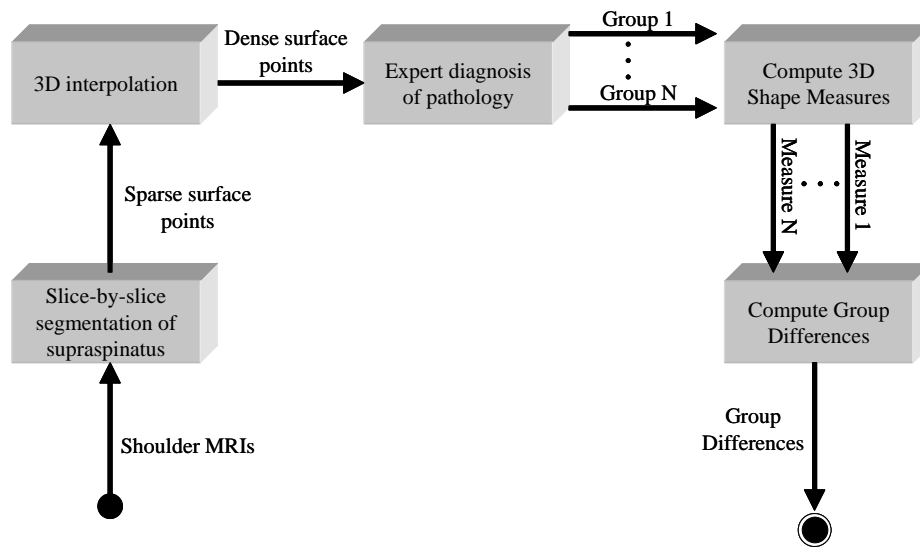 Shoulder MRIs
Slice-by-slice
segmentation of
supraspinatus
Sparse surface
points
3D interpolation
Dense surface
points
Expert diagnosis
of pathology
Group 1
Group N
Compute 3D
Shape Measures
Measure N
Measure 1
Compute Group
Differences
Group
Differences